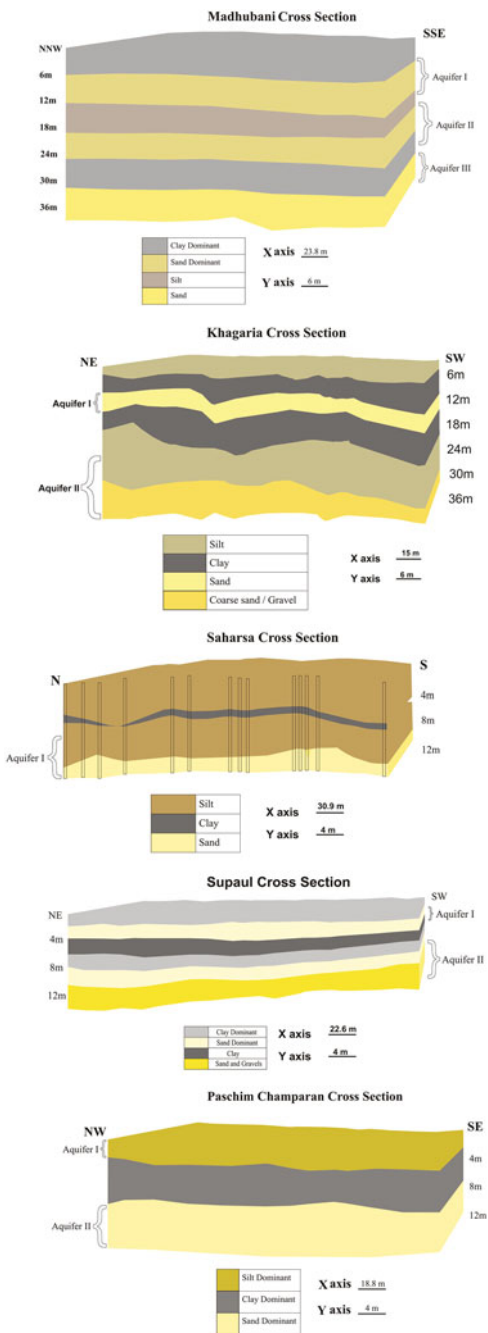 Madhubani Cross Section
NNW
SSE
6m
12m
18m
24m
30m
36m
Aquifer I
Aquifer II
Aquifer III
Clay Dominant
Sand Dominant
Silt
Sand
X axis 23.8 m
Y axis 6 m
Khagaria Cross Section
NE
SW
Aquifer I
Aquifer II
6m
12m
18m
24m
30m
36m
Silt
Clay
Sand
Coarse sand / Gravel
X axis 15 m
Y axis 6 m
Saharsa Cross Section
N
S
Aquifer I
4m
8m
12m
Silt
Clay
Sand
X axis 30.9 m
Y axis 4 m
Supaul Cross Section
NE
SW
4m
8m
12m
Aquifer I
Aquifer II
Clay Dominant
Sand Dominant
Clay
Sand and Gravels
X axis 22.6 m
Y axis 4 m
Paschim Champaran Cross Section
NW
SE
Aquifer I
Aquifer II
4m
8m
12m
Silt Dominant
Clay Dominant
Sand Dominant
X axis 18.8 m
Y axis 4 m